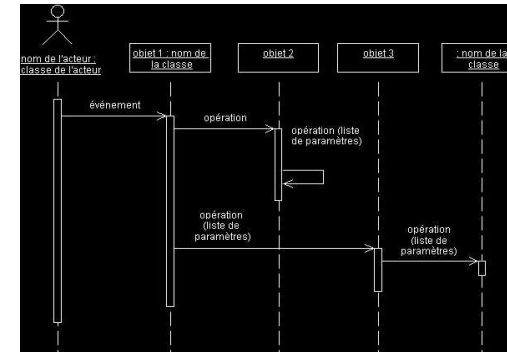 nom de l'acteur :
classe de l'acteur
objet 1 : nom de
la classe
objet 2
objet 3
: nom de la
classe
événement
opération
opération (liste
de paramètres)
opération
(liste de
paramètres)
opération
(liste de
paramètres)